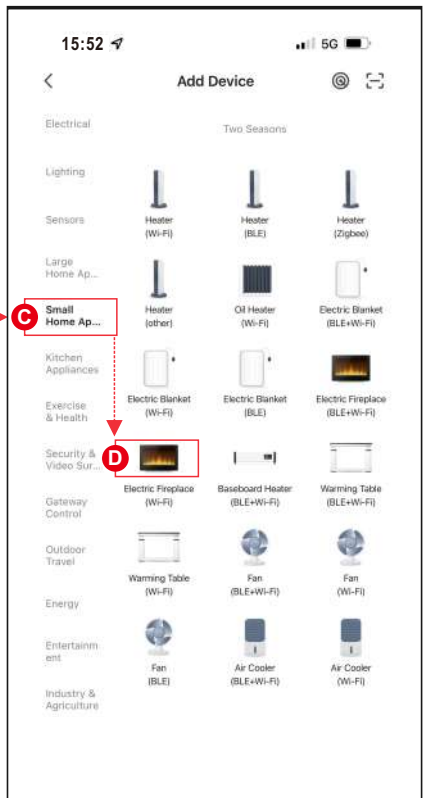 15:52
5G
Add Device
Electrical
Lighting
Sensors
Large
Home Ap...
C
Small
Home Ap...
Kitchen
Appliances
Exercise
& Health
Security &
Video Sur...
Gateway
Control
Outdoor
Travel
Energy
Entertainm
ent
Industry &
Agriculture
Two Seasons
Heater
(Wi-Fi)
Heater
(BLE)
Heater
(Zigbee)
Heater
(other)
Oil Heater
(Wi-Fi)
Electric Blanket
(BLE+Wi-Fi)
Electric Blanket
(Wi-Fi)
Electric Blanket
(BLE)
Electric Fireplace
(BLE+Wi-Fi)
D
Electric Fireplace
(Wi-Fi)
Baseboard Heater
(BLE+Wi-Fi)
Warming Table
(BLE+Wi-Fi)
Warming Table
(Wi-Fi)
Fan
(BLE+Wi-Fi)
Fan
(Wi-Fi)
Fan
(BLE)
Air Cooler
(BLE+Wi-Fi)
Air Cooler
(Wi-Fi)